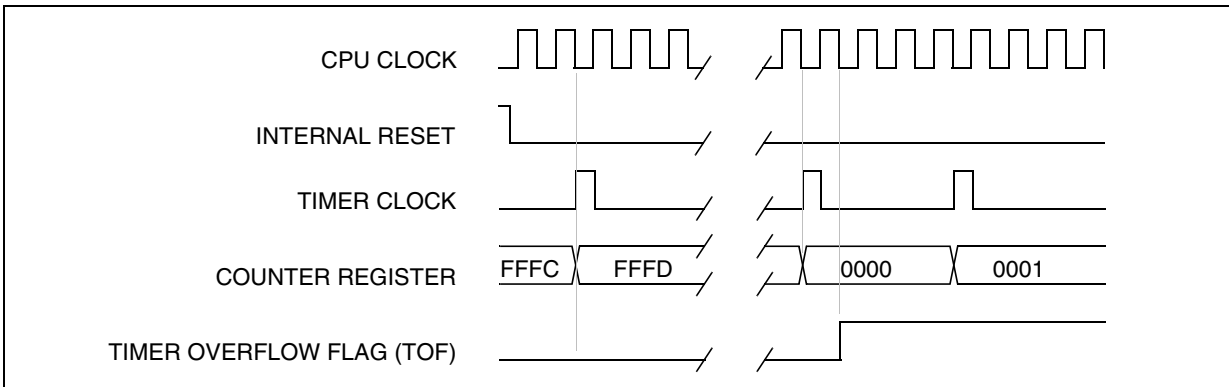 CPU CLOCK
INTERNAL RESET
TIMER CLOCK
COUNTER REGISTER FFFC FFFD 0000 0001
TIMER OVERFLOW FLAG (TOF)